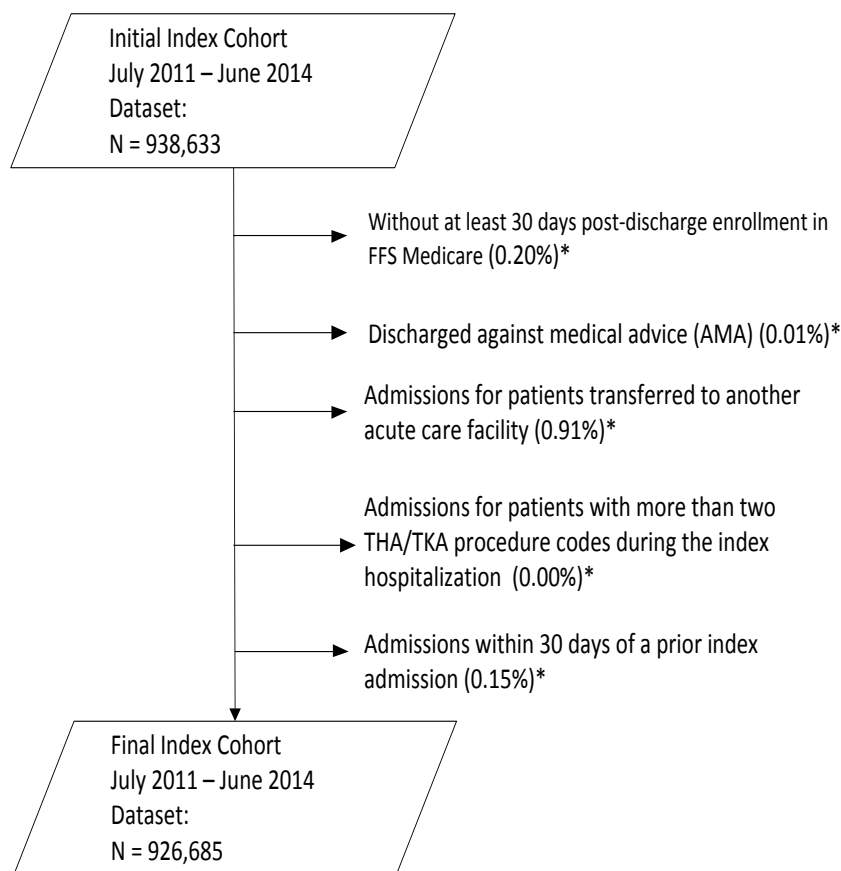 Initial Index Cohort
July 2011 – June 2014
Dataset:
N = 938,633
Without at least 30 days post-discharge enrollment in
FFS Medicare (0.20%)*
Discharged against medical advice (AMA) (0.01%)*
Admissions for patients transferred to another
acute care facility (0.91%)*
Admissions for patients with more than two
THA/TKA procedure codes during the index
hospitalization  (0.00%)*
Admissions within 30 days of a prior index
admission (0.15%)*
Final Index Cohort
July 2011 – June 2014
Dataset:
N = 926,685